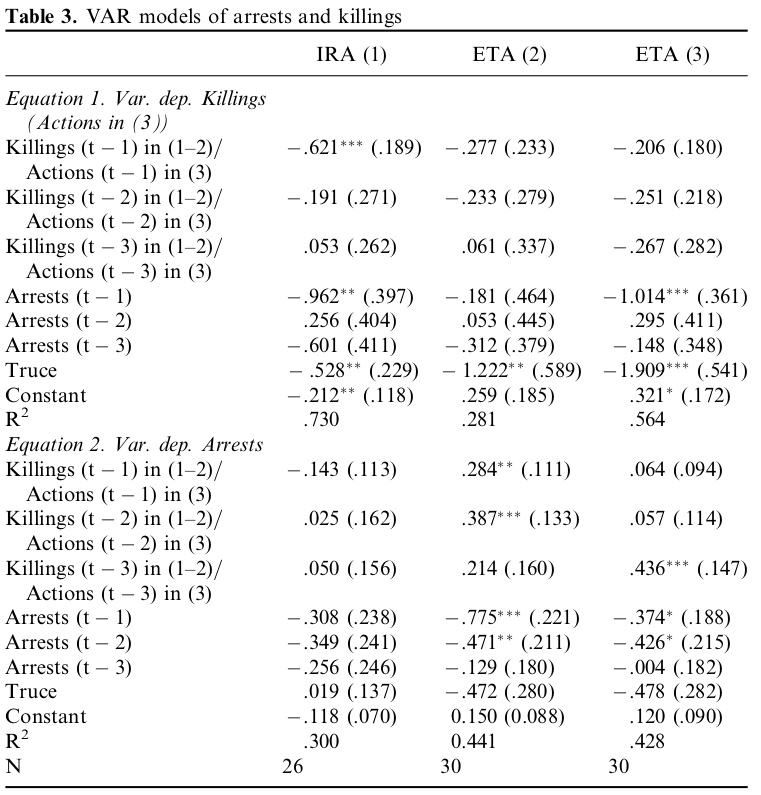 Table 3. VAR models of arrests and killings
IRA (1) ETA (2) ETA (3)
Equation 1. Var. dep. Killings
(Actions in (3))
Killings (t − 1) in (1–2)/ −.621*** (.189) −.277 (.233) −.206 (.180)
Actions (t − 1) in (3)
Killings (t − 2) in (1–2)/ −.191 (.271) −.233 (.279) −.251 (.218)
Actions (t − 2) in (3)
Killings (t − 3) in (1–2)/ .053 (.262) .061 (.337) −.267 (.282)
Actions (t − 3) in (3)
Arrests (t − 1) −.962** (.397) −.181 (.464) −1.014*** (.361)
Arrests (t − 2) .256 (.404) .053 (.445) .295 (.411)
Arrests (t − 3) −.601 (.411) −.312 (.379) −.148 (.348)
Truce − .528** (.229) − 1.222** (.589) −1.909*** (.541)
Constant −.212** (.118) .259 (.185) .321* (.172)
R² .730 .281 .564
Equation 2. Var. dep. Arrests
Killings (t − 1) in (1–2)/ −.143 (.113) .284** (.111) .064 (.094)
Actions (t − 1) in (3)
Killings (t − 2) in (1–2)/ .025 (.162) .387*** (.133) .057 (.114)
Actions (t − 2) in (3)
Killings (t − 3) in (1–2)/ .050 (.156) .214 (.160) .436*** (.147)
Actions (t − 3) in (3)
Arrests (t − 1) −.308 (.238) −.775*** (.221) −.374* (.188)
Arrests (t − 2) −.349 (.241) −.471** (.211) −.426* (.215)
Arrests (t − 3) −.256 (.246) −.129 (.180) −.004 (.182)
Truce .019 (.137) −.472 (.280) −.478 (.282)
Constant −.118 (.070) 0.150 (0.088) .120 (.090)
R² .300 0.441 .428
N 26 30 30